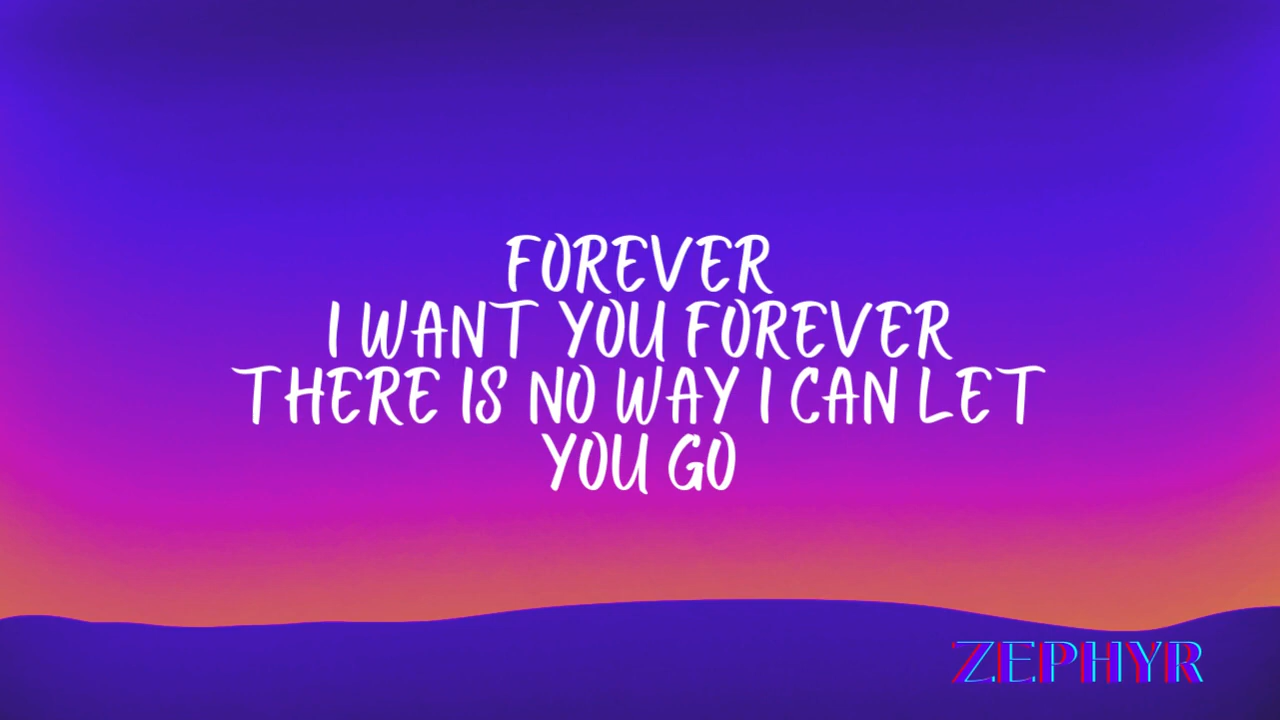 FOREVER
I WANT YOU FOREVER
THERE IS NO WAY I CAN LET
YOU GO
ZEPHYR